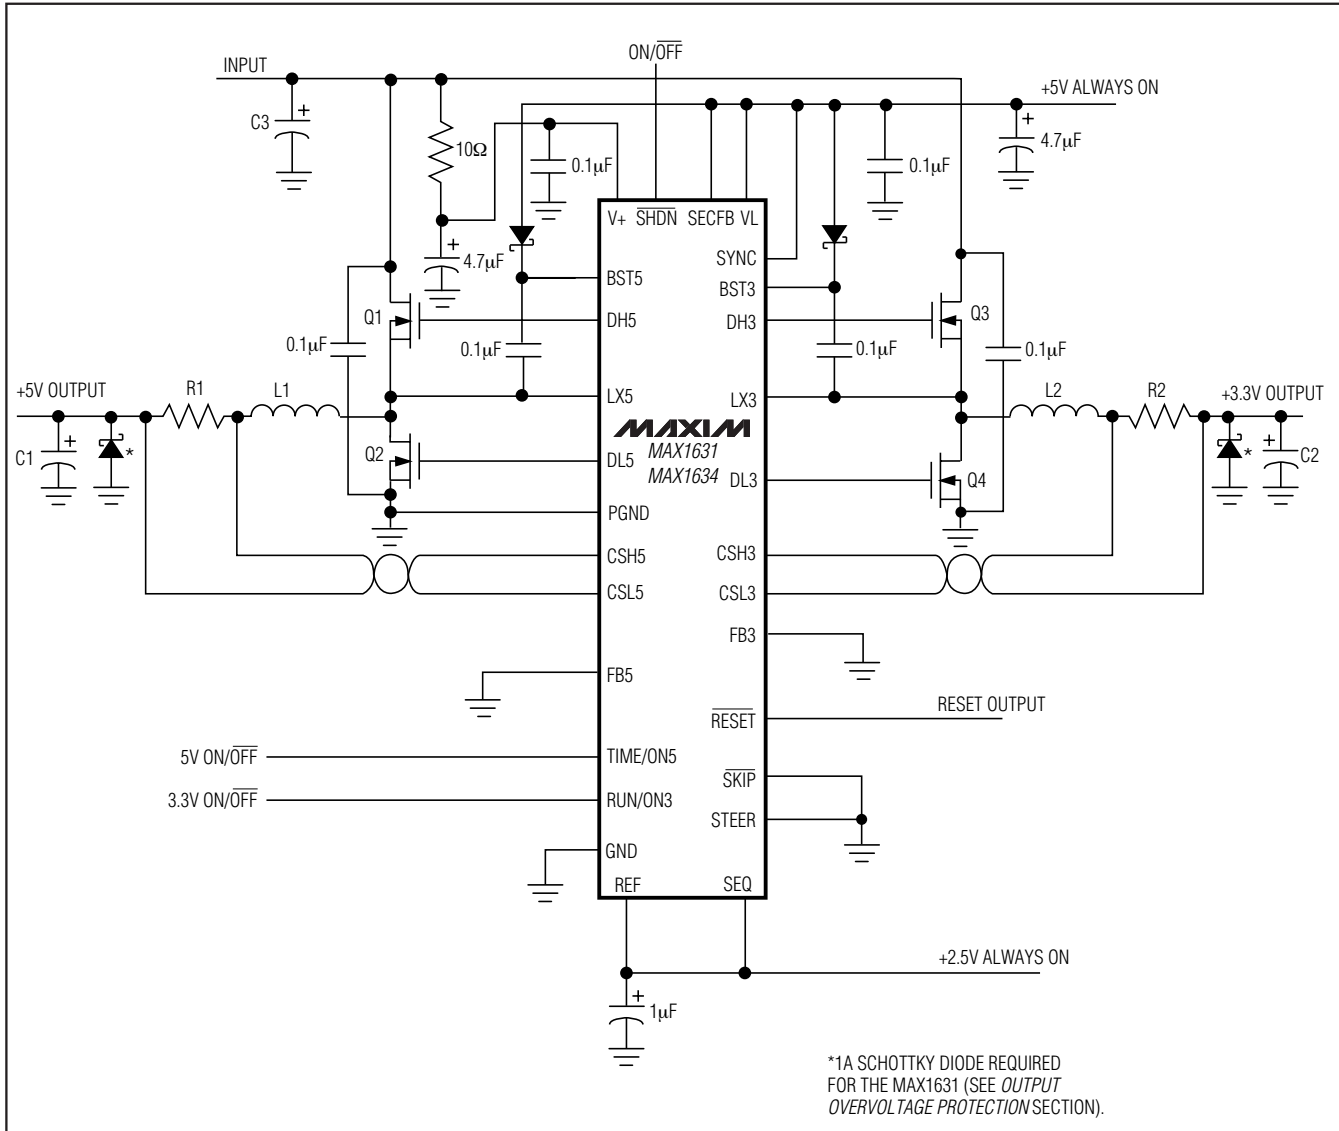 ON/OFF
INPUT
+5V ALWAYS ON
C3
+
10Ω
0.1µF
0.1µF
+
4.7µF
V+
SHDN
SECFB
VL
+
4.7µF
SYNC
BST5
BST3
Q1
DH5
DH3
Q3
0.1µF
0.1µF
0.1µF
0.1µF
+5V OUTPUT
R1
L1
LX5
LX3
L2
R2
+3.3V OUTPUT
MAXIM
MAX1631
MAX1634
C1
+
*
Q2
DL5
DL3
Q4
*
+
C2
PGND
CSH5
CSH3
CSL5
CSL3
FB3
FB5
RESET
RESET OUTPUT
5V ON/OFF
TIME/ON5
SKIP
3.3V ON/OFF
RUN/ON3
STEER
GND
REF
SEQ
+2.5V ALWAYS ON
+
1µF
*1A SCHOTTKY DIODE REQUIRED
FOR THE MAX1631 (SEE OUTPUT
OVERVOLTAGE PROTECTION SECTION).